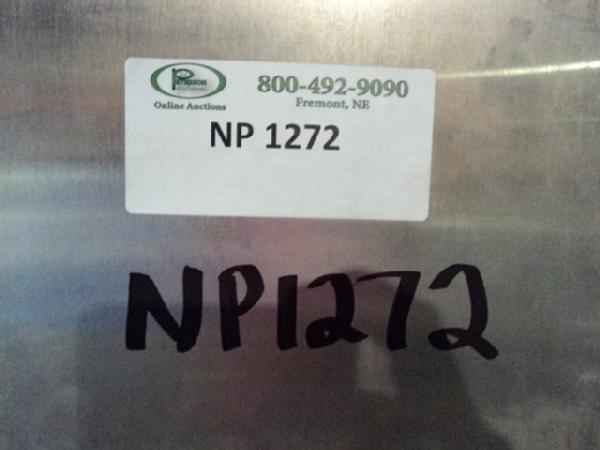 800-492-9090
Online Auctions
Fremont, NE
NP 1272
NP1272